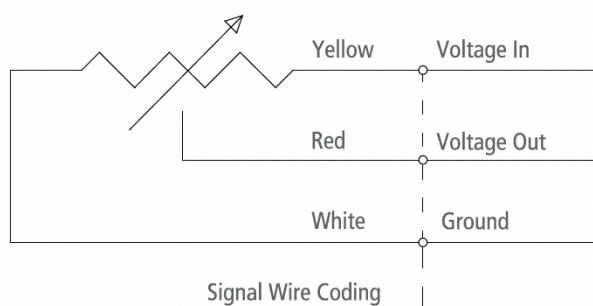 Yellow Voltage In
Red Voltage Out
White Ground
Signal Wire Coding